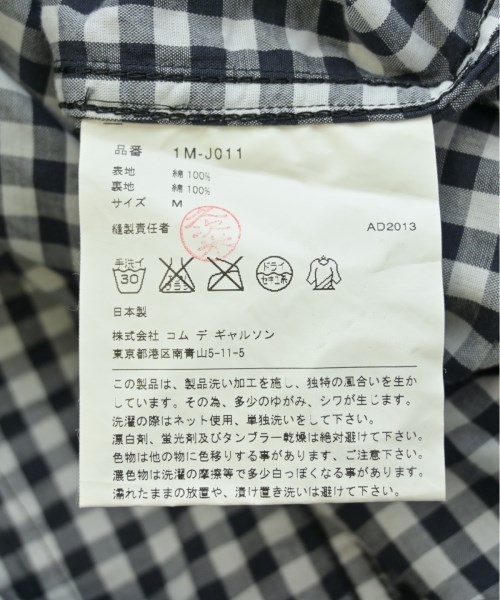 品番 1M-J011
表地 綿 100%
裏地 綿 100%
サイズ M
縫製責任者 AD2013
手洗イ 30 ドライ セキユ系
日本製
株式会社 コム デ ギャルソン
東京都港区南青山5-11-5
この製品は、製品洗い加工を施し、独特の風合いを生か
しています。その為、多少のゆがみ、シワが生じます。
洗濯の際はネット使用、単独洗いをして下さい。
漂白剤、蛍光剤及びタンブラー乾燥は絶対避けて下さい。
色物は他の物に色移りする事があります、ご注意下さい。
濃色物は洗濯の摩擦等で多少白っぽくなる事があります。
濡れたままの放置や、漬け置き洗いは避けて下さい。